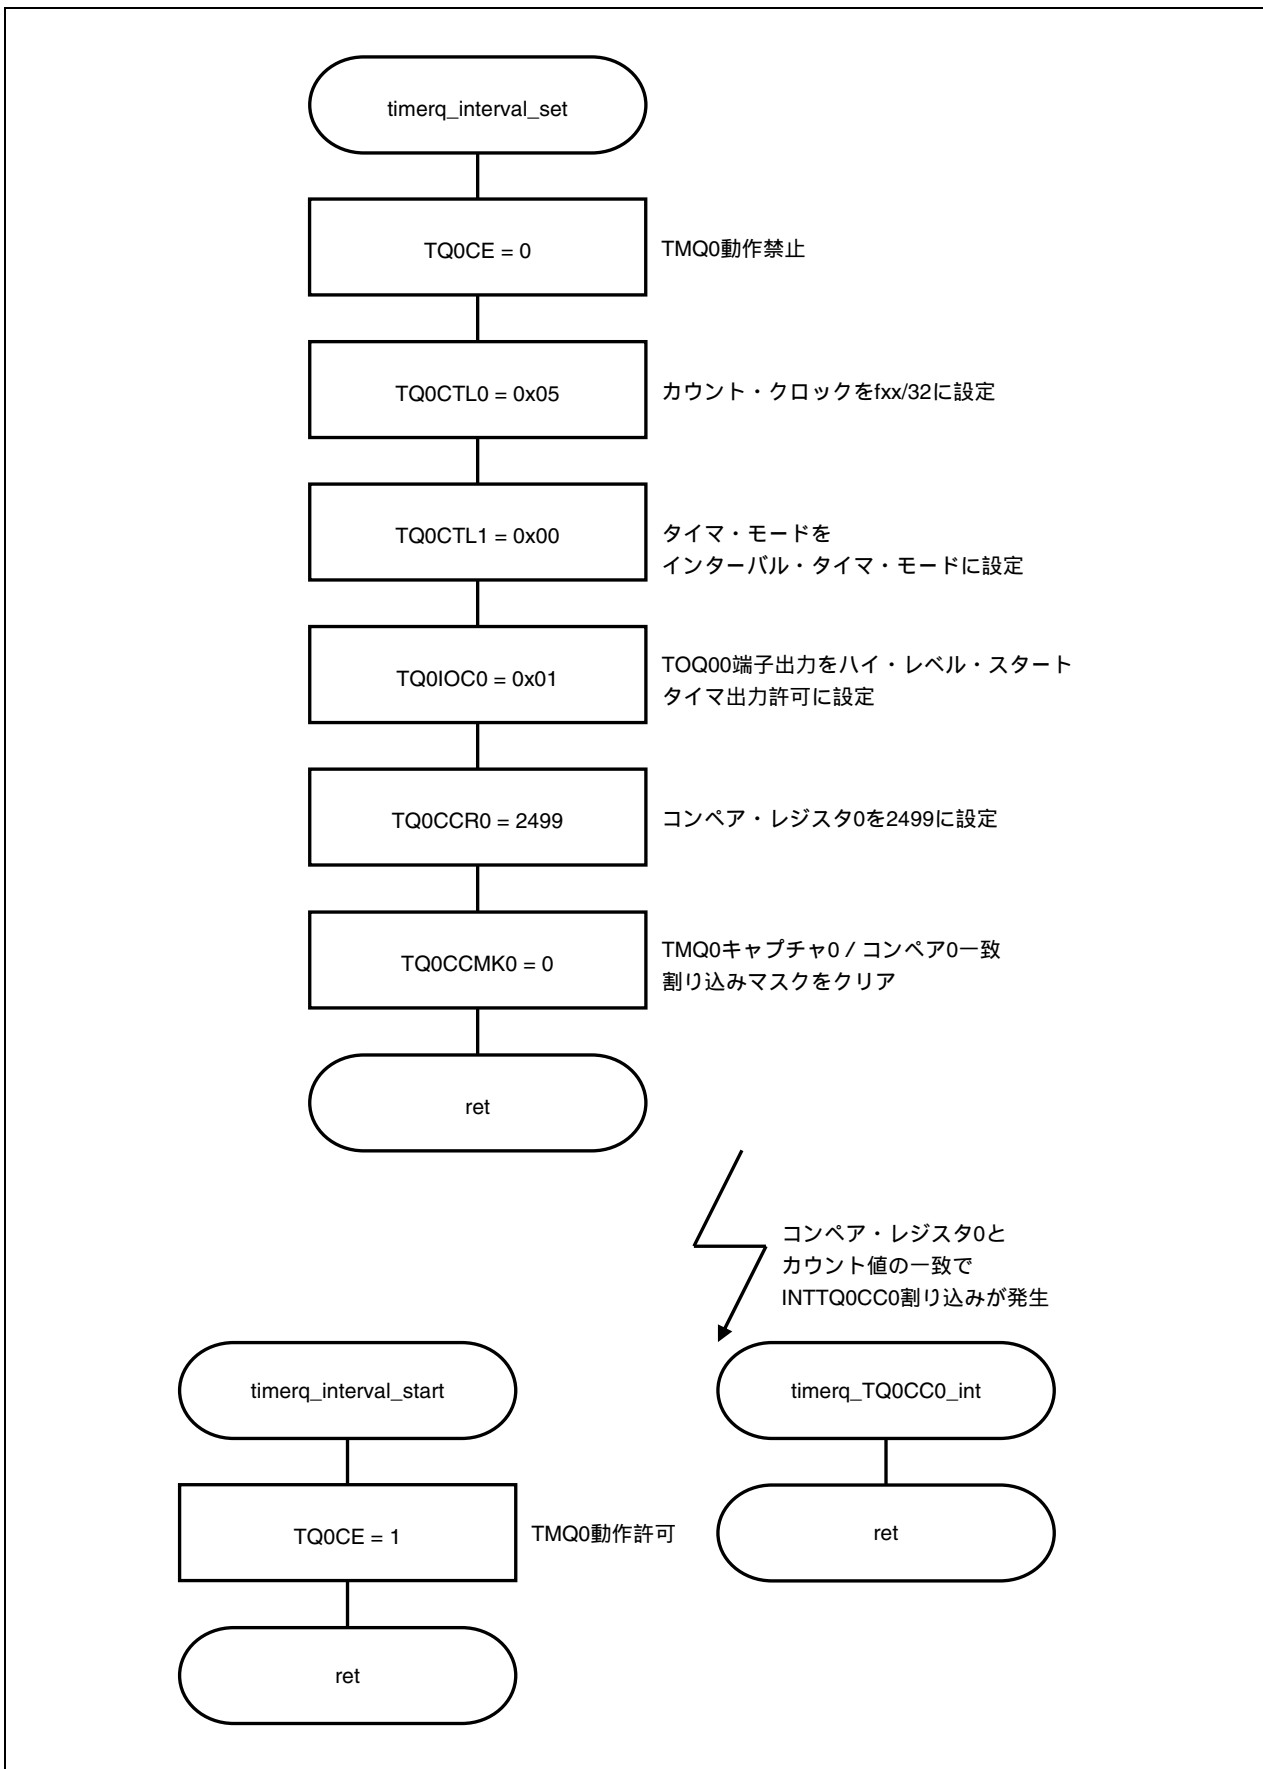 timerq_interval_set
TQ0CE = 0
TMQ0動作禁止
TQ0CTL0 = 0x05
カウント・クロックをfxx/32に設定
TQ0CTL1 = 0x00
タイマ・モードを
インターバル・タイマ・モードに設定
TQ0IOC0 = 0x01
TOQ00端子出力をハイ・レベル・スタート
タイマ出力許可に設定
TQ0CCR0 = 2499
コンペア・レジスタ0を2499に設定
TQ0CCMK0 = 0
TMQ0キャプチャ0 / コンペア0一致
割り込みマスクをクリア
ret
コンペア・レジスタ0と
カウント値の一致で
INTTQ0CC0割り込みが発生
timerq_interval_start
TQ0CE = 1
TMQ0動作許可
ret
timerq_TQ0CC0_int
ret